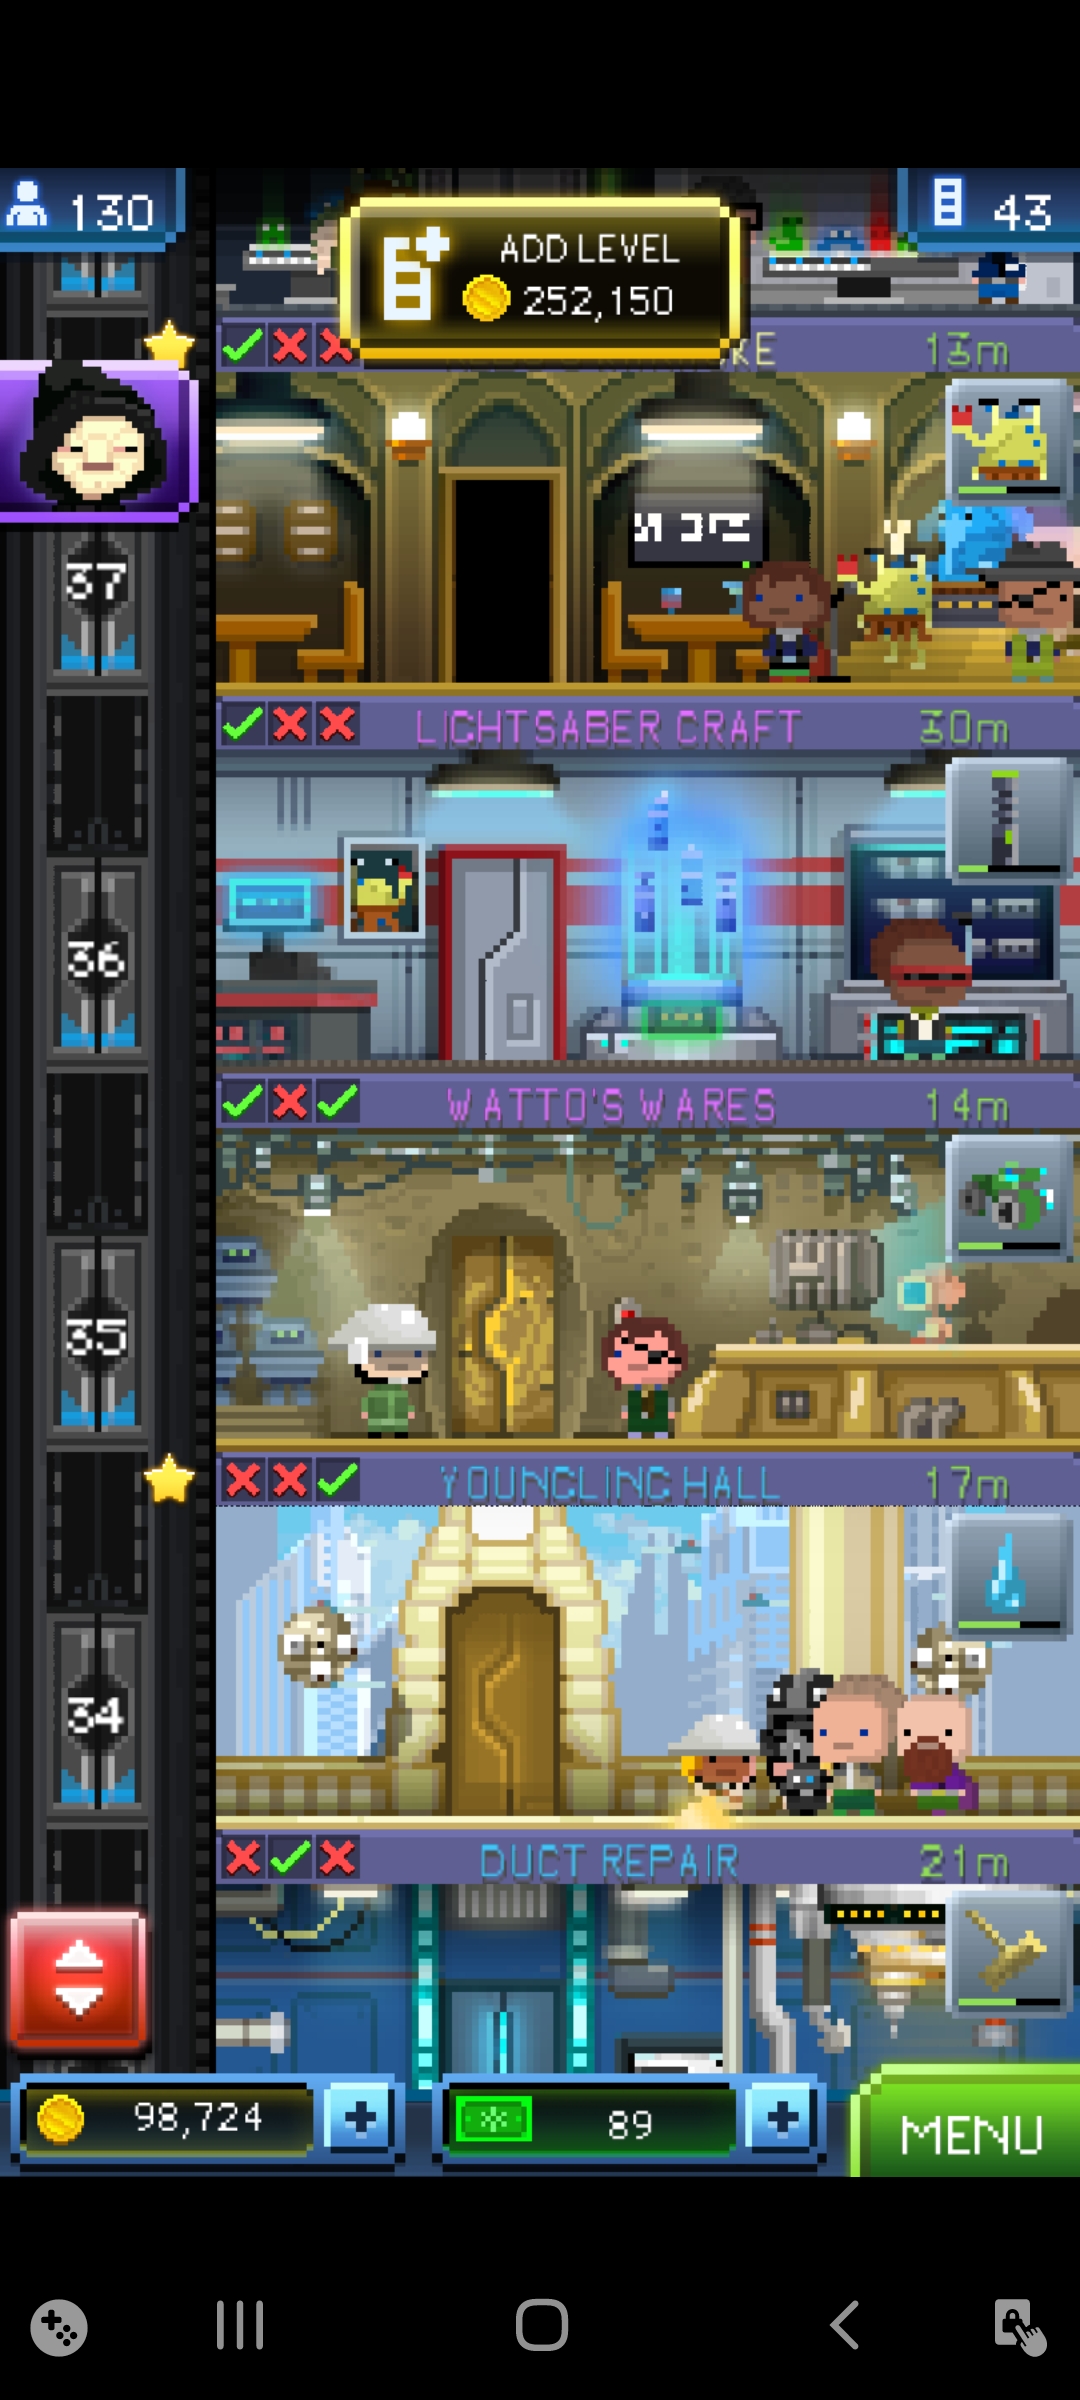 130
43
ADD LEVEL
252,150
KE
13m
37
LIGHTSABER CRAFT
30m
36
WATTO'S WARES
14m
35
YOUNGLING HALL
17m
34
DUCT REPAIR
21m
98,724
89
MENU